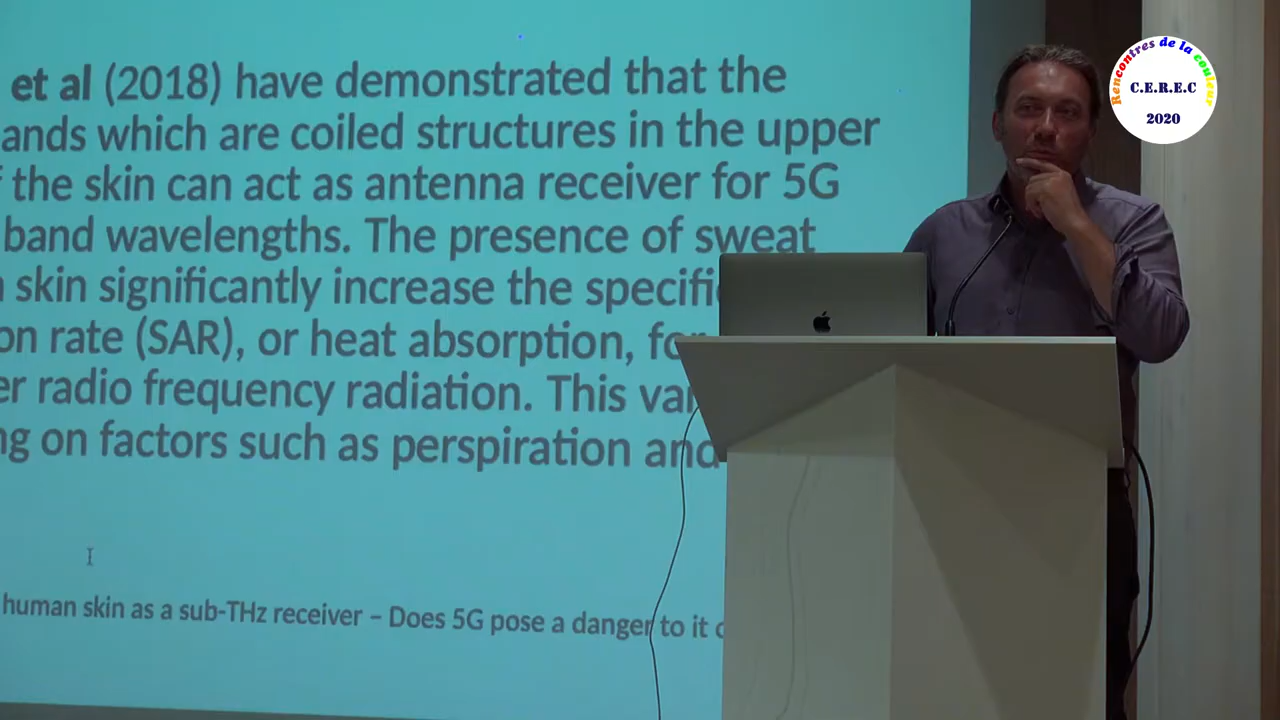 et al (2018) have demonstrated that the
ands which are coiled structures in the upper
the skin can act as antenna receiver for 5G
band wavelengths. The presence of sweat
skin significantly increase the specific
on rate (SAR), or heat absorption, for
er radio frequency radiation. This var
ng on factors such as perspiration and
human skin as a sub-THz receiver – Does 5G pose a danger to it
Rencontres de la couleur
C.E.R.E.C
2020